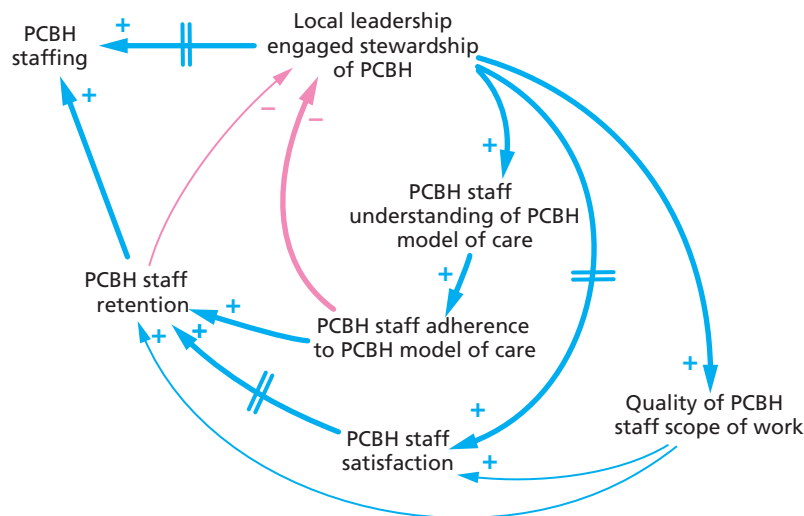 PCBH
staffing
+
Local leadership
engaged stewardship
of PCBH
+
–
–
+
PCBH staff
understanding of PCBH
model of care
+
PCBH staff
retention
+
+
+
PCBH staff adherence
to PCBH model of care
+
Quality of PCBH
staff scope of work
+
PCBH staff
satisfaction
+